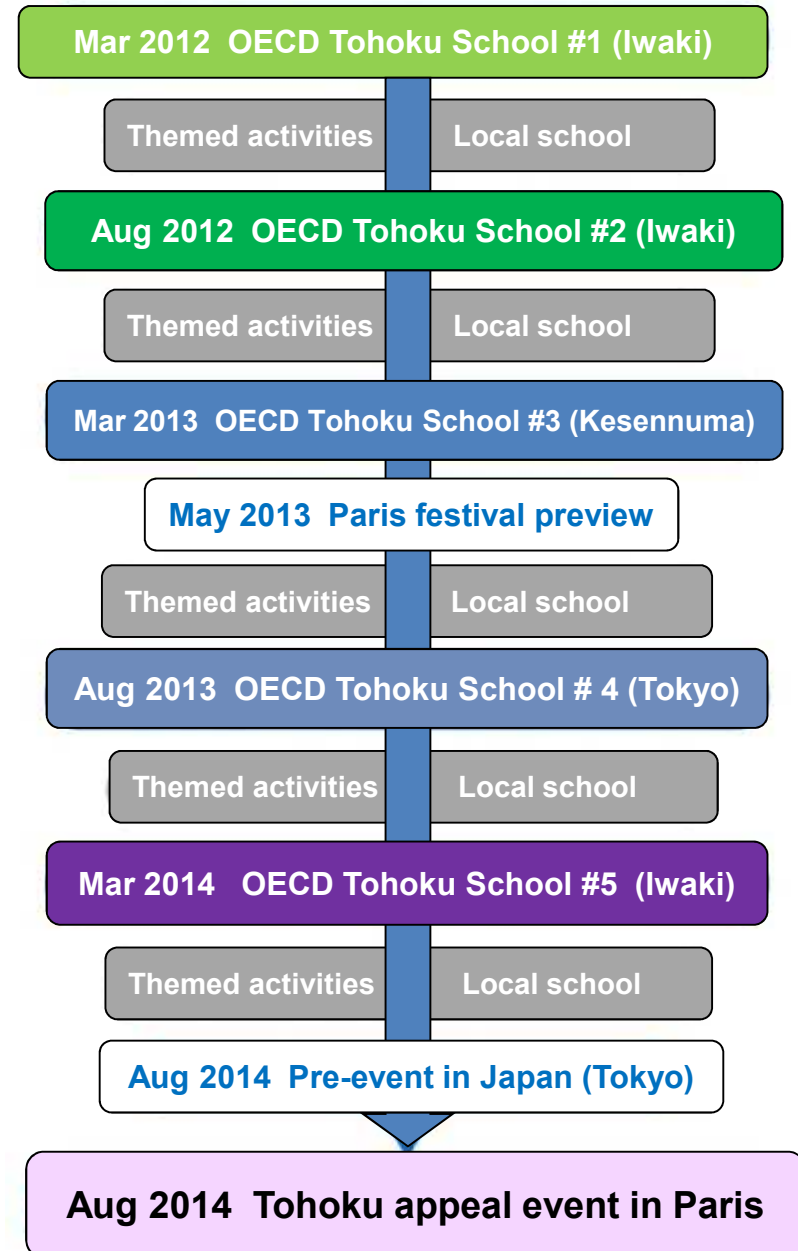 Mar 2012 OECD Tohoku School #1 (Iwaki)
Themed activities Local school
Aug 2012 OECD Tohoku School #2 (Iwaki)
Themed activities Local school
Mar 2013 OECD Tohoku School #3 (Kesennuma)
May 2013 Paris festival preview
Themed activities Local school
Aug 2013 OECD Tohoku School # 4 (Tokyo)
Themed activities Local school
Mar 2014 OECD Tohoku School #5 (Iwaki)
Themed activities Local school
Aug 2014 Pre-event in Japan (Tokyo)
Aug 2014 Tohoku appeal event in Paris